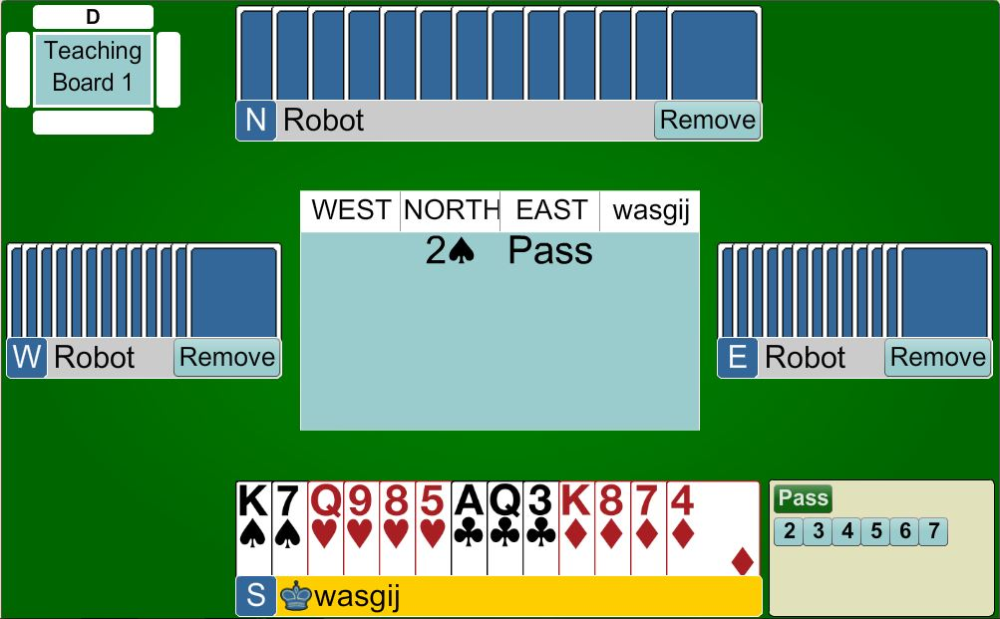 D
Teaching
Board 1
N Robot Remove
WEST NORTH EAST wasgij
2♠ Pass
W Robot Remove
E Robot Remove
K 7 Q 9 8 5 A Q 3 K 8 7 4
♠ ♠ ♥ ♥ ♥ ♥ ♣ ♣ ♣ ♦ ♦ ♦ ♦
S wasgij
Pass
2 3 4 5 6 7